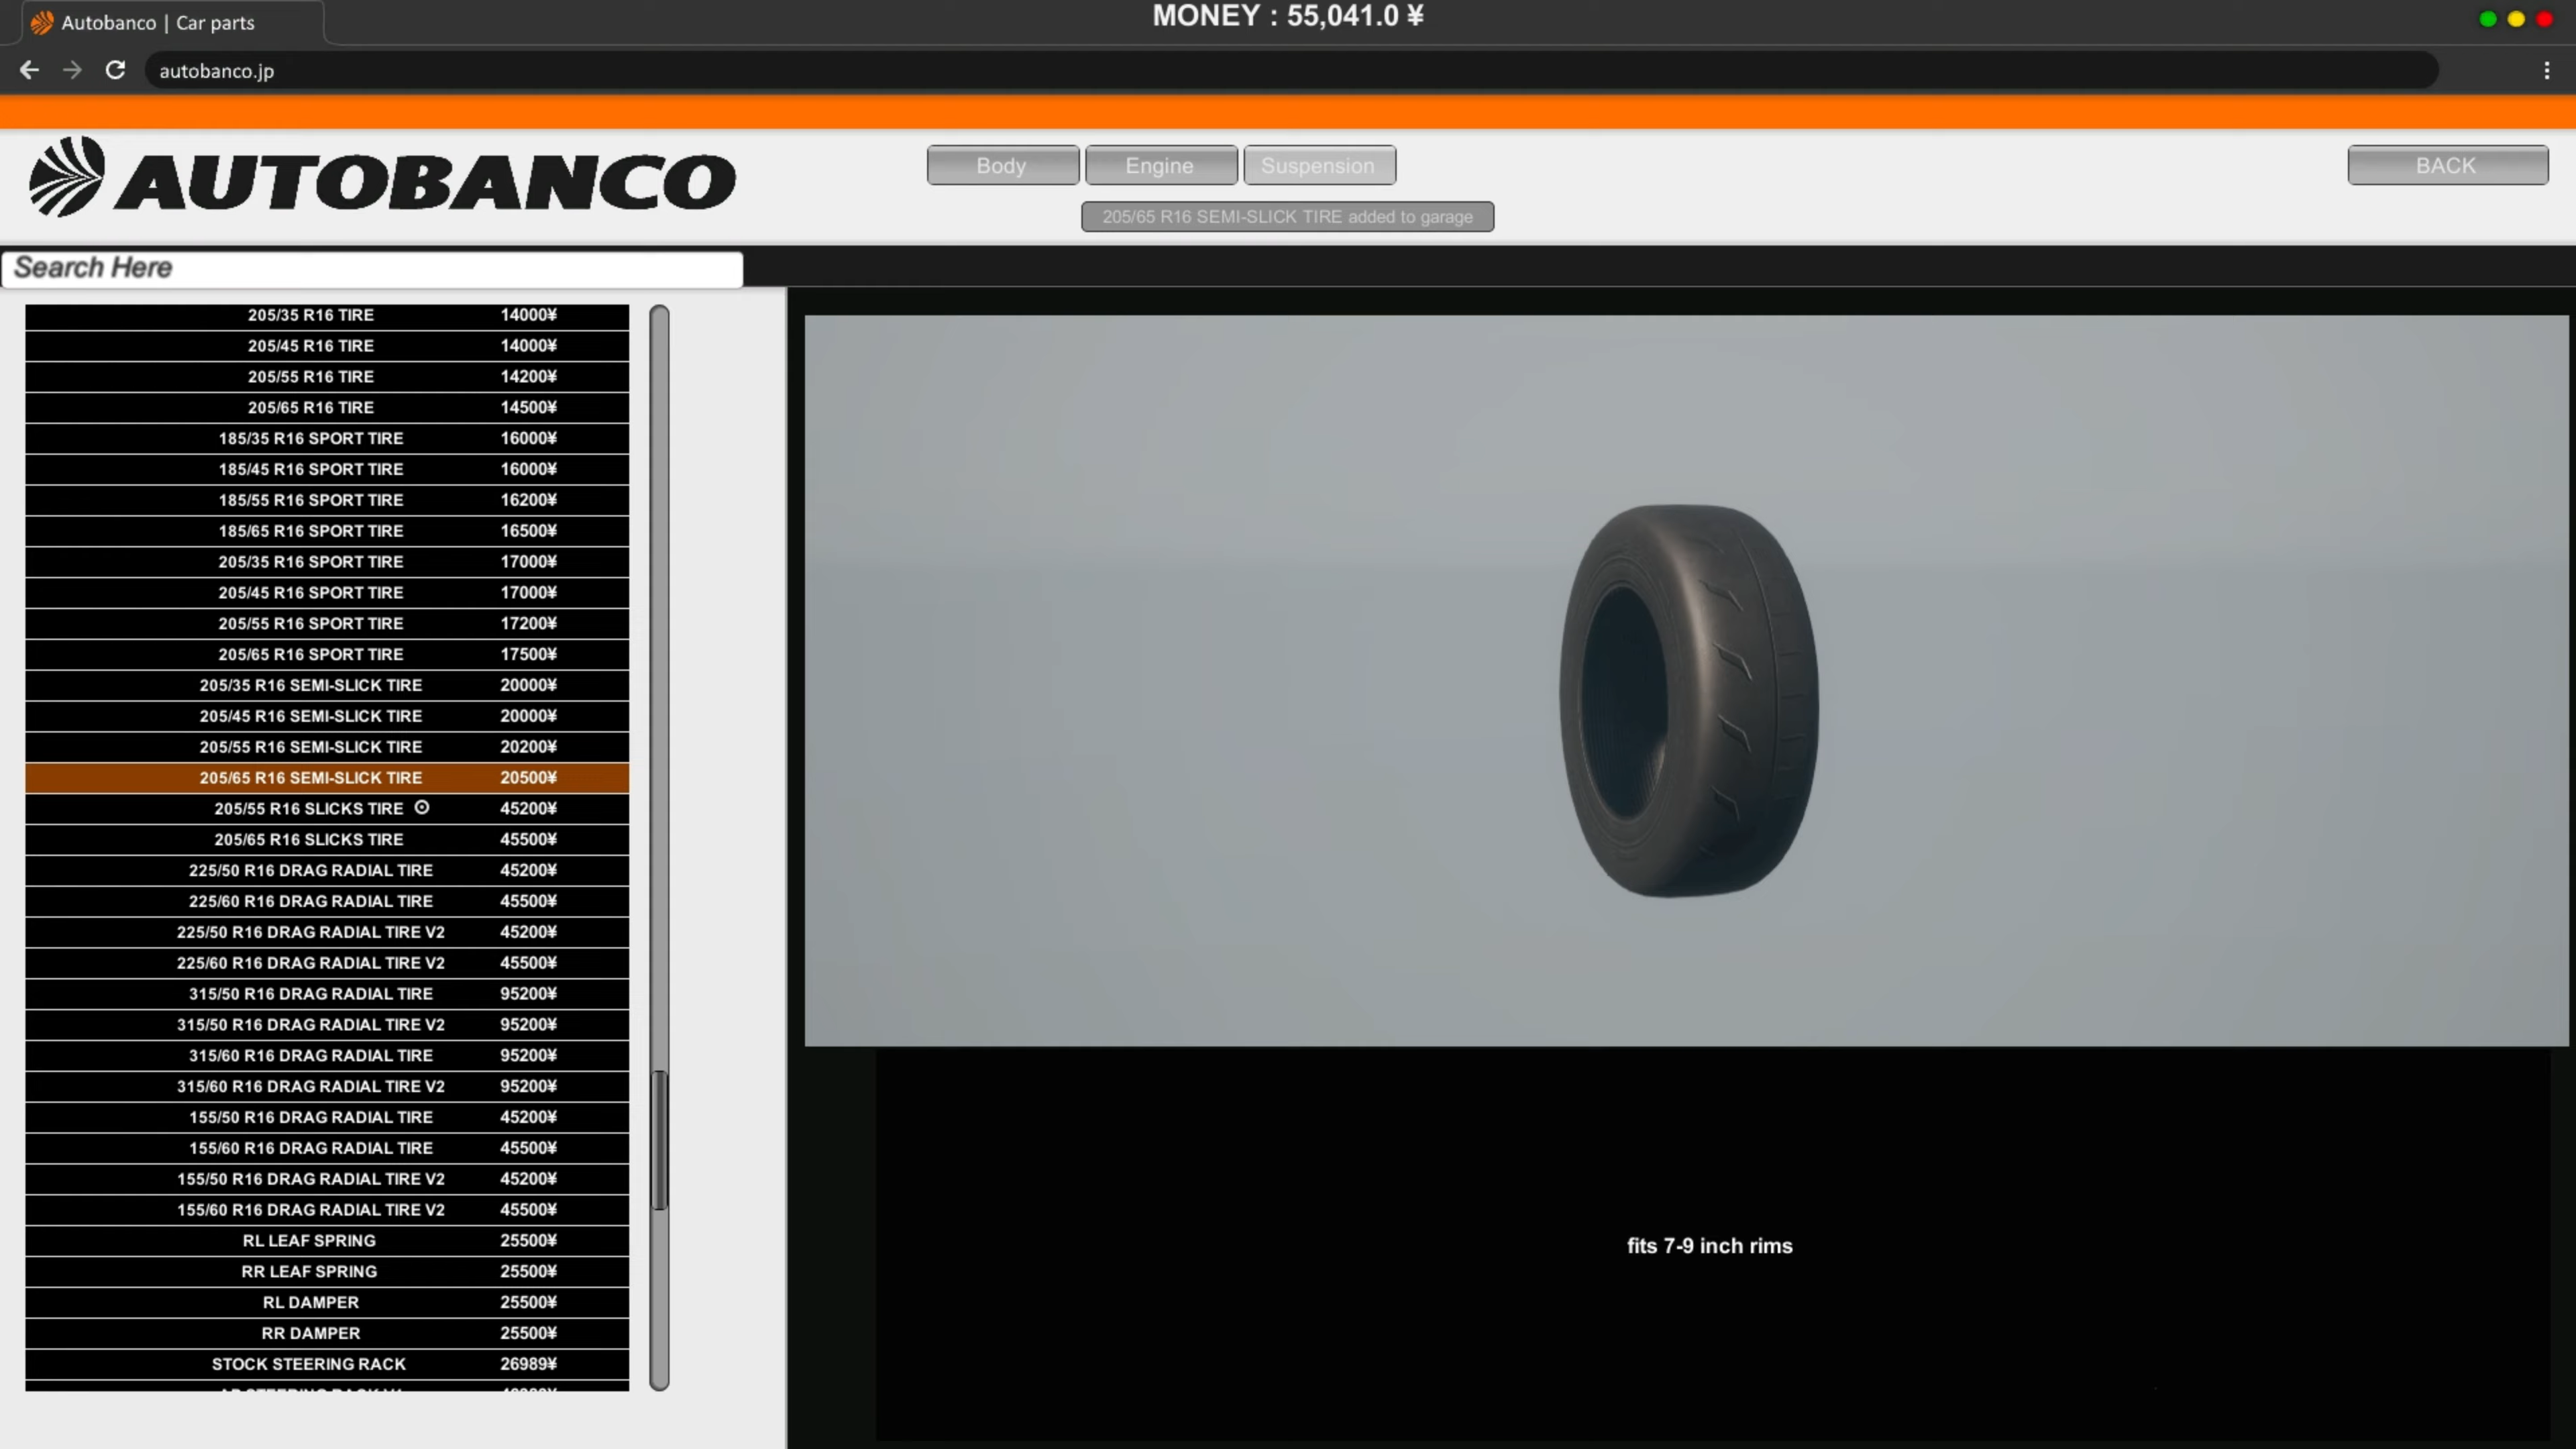 Autobanco | Car parts
MONEY : 55,041.0 ¥
autobanco.jp
AUTOBANCO
Body
Engine
Suspension
BACK
205/65 R16 SEMI-SLICK TIRE added to garage
Search Here
205/35 R16 TIRE 14000¥
205/45 R16 TIRE 14000¥
205/55 R16 TIRE 14200¥
205/65 R16 TIRE 14500¥
185/35 R16 SPORT TIRE 16000¥
185/45 R16 SPORT TIRE 16000¥
185/55 R16 SPORT TIRE 16200¥
185/65 R16 SPORT TIRE 16500¥
205/35 R16 SPORT TIRE 17000¥
205/45 R16 SPORT TIRE 17000¥
205/55 R16 SPORT TIRE 17200¥
205/65 R16 SPORT TIRE 17500¥
205/35 R16 SEMI-SLICK TIRE 20000¥
205/45 R16 SEMI-SLICK TIRE 20000¥
205/55 R16 SEMI-SLICK TIRE 20200¥
205/65 R16 SEMI-SLICK TIRE 20500¥
205/55 R16 SLICKS TIRE 45200¥
205/65 R16 SLICKS TIRE 45500¥
225/50 R16 DRAG RADIAL TIRE 45200¥
225/60 R16 DRAG RADIAL TIRE 45500¥
225/50 R16 DRAG RADIAL TIRE V2 45200¥
225/60 R16 DRAG RADIAL TIRE V2 45500¥
315/50 R16 DRAG RADIAL TIRE 95200¥
315/50 R16 DRAG RADIAL TIRE V2 95200¥
315/60 R16 DRAG RADIAL TIRE 95200¥
315/60 R16 DRAG RADIAL TIRE V2 95200¥
155/50 R16 DRAG RADIAL TIRE 45200¥
155/60 R16 DRAG RADIAL TIRE 45500¥
155/50 R16 DRAG RADIAL TIRE V2 45200¥
155/60 R16 DRAG RADIAL TIRE V2 45500¥
RL LEAF SPRING 25500¥
RR LEAF SPRING 25500¥
RL DAMPER 25500¥
RR DAMPER 25500¥
STOCK STEERING RACK 26989¥
fits 7-9 inch rims